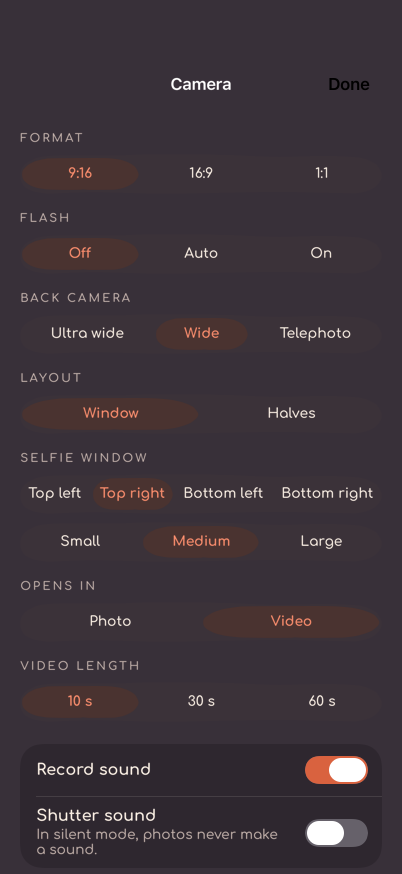 Camera
Done
FORMAT
9:16
16:9
1:1
FLASH
Off
Auto
On
BACK CAMERA
Ultra wide
Wide
Telephoto
LAYOUT
Window
Halves
SELFIE WINDOW
Top left
Top right
Bottom left
Bottom right
Small
Medium
Large
OPENS IN
Photo
Video
VIDEO LENGTH
10 s
30 s
60 s
Record sound
Shutter sound
In silent mode, photos never make
a sound.